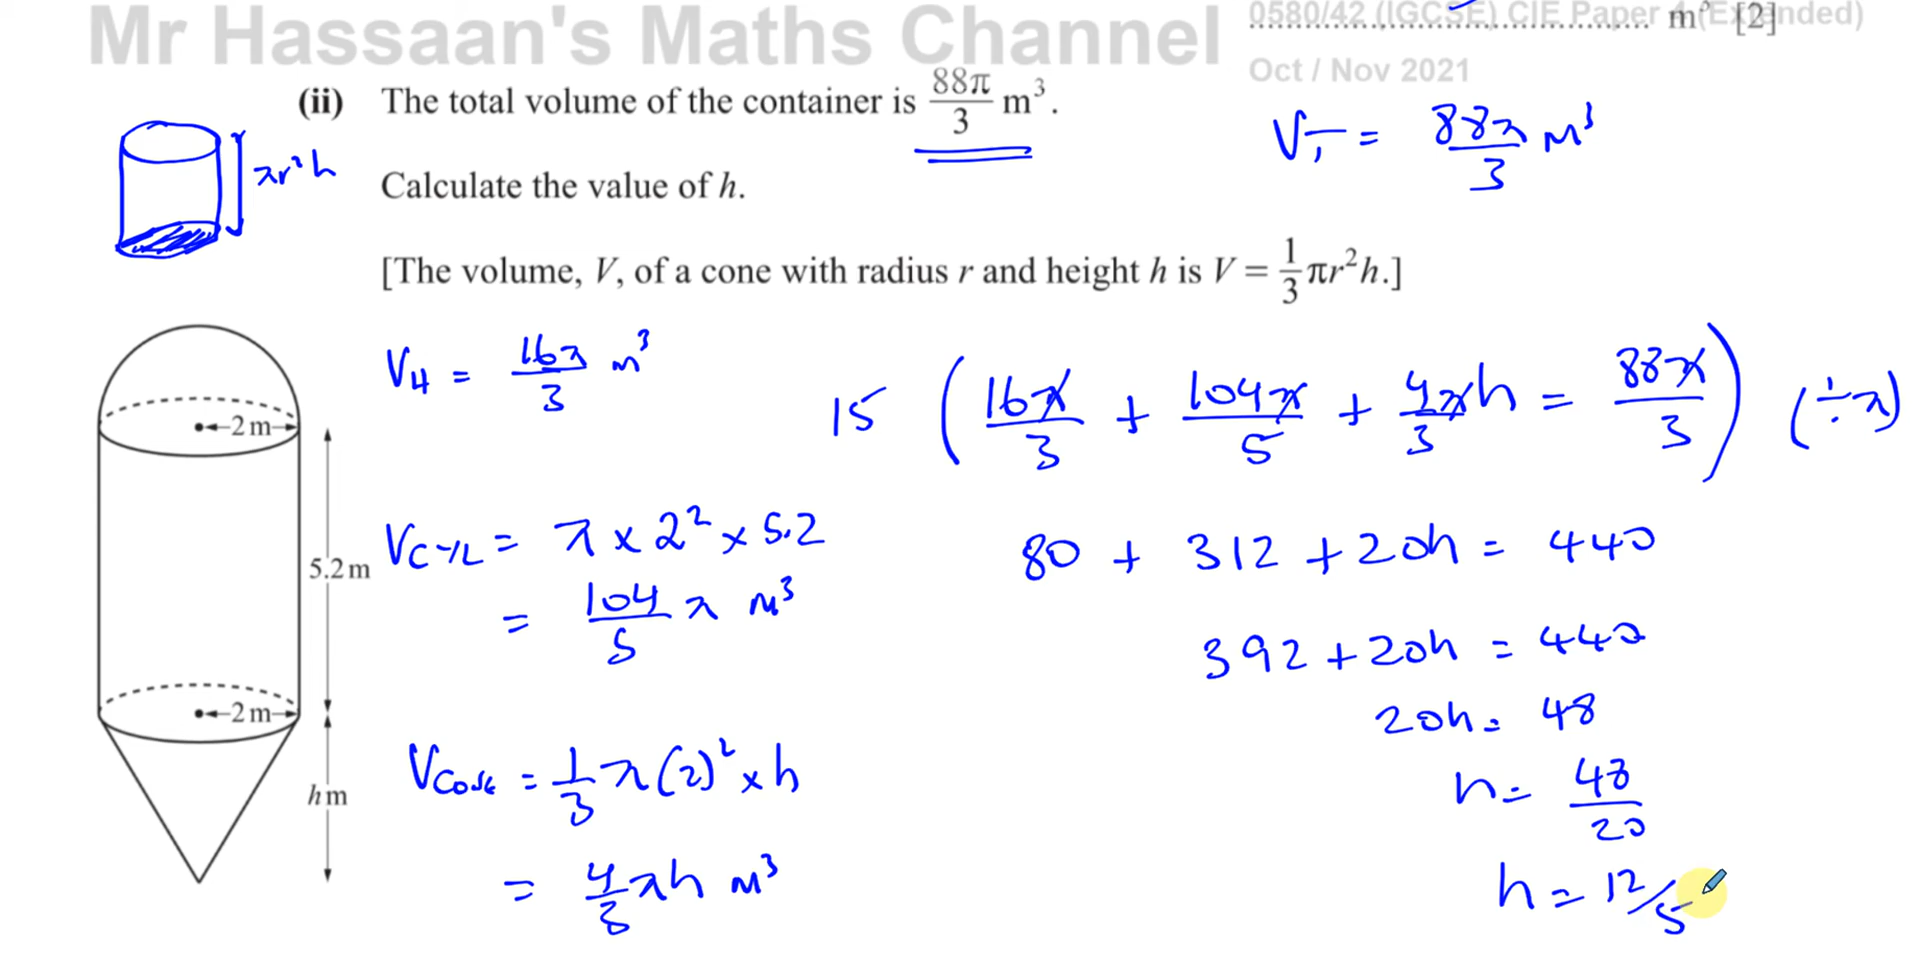 Mr Hassaan's Maths Channel
0580/42 (IGCSE) CIE Paper 4 (Extended)
m³ [2]
Oct / Nov 2021
(ii) The total volume of the container is 88π/3 m³.
V_T = 88π/3 m³
πr²h
Calculate the value of h.
[The volume, V, of a cone with radius r and height h is V = 1/3 πr²h.]
V_H = 16π/3 m³
15 (16π/3 + 104π/5 + 4πh/3 = 88π/3) (÷π)
2 m
V_CYL = π × 2² × 5.2
80 + 312 + 20h = 440
5.2 m
= 104/5 π m³
392 + 20h = 440
2 m
20h = 48
V_Cone = 1/3 π(2)² × h
h = 48/20
h m
= 4/3 πh m³
h = 12/5